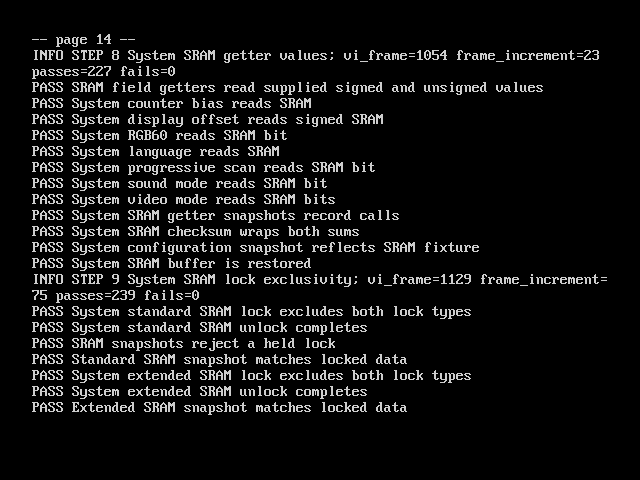 -- page 14 --
INFO STEP 8 System SRAM getter values; vi_frame=1054 frame_increment=23
passes=227 fails=0
PASS SRAM field getters read supplied signed and unsigned values
PASS System counter bias reads SRAM
PASS System display offset reads signed SRAM
PASS System RGB60 reads SRAM bit
PASS System language reads SRAM
PASS System progressive scan reads SRAM bit
PASS System sound mode reads SRAM bit
PASS System video mode reads SRAM bits
PASS System SRAM getter snapshots record calls
PASS System SRAM checksum wraps both sums
PASS System configuration snapshot reflects SRAM fixture
PASS System SRAM buffer is restored
INFO STEP 9 System SRAM lock exclusivity; vi_frame=1129 frame_increment=
75 passes=239 fails=0
PASS System standard SRAM lock excludes both lock types
PASS System standard SRAM unlock completes
PASS SRAM snapshots reject a held lock
PASS Standard SRAM snapshot matches locked data
PASS System extended SRAM lock excludes both lock types
PASS System extended SRAM unlock completes
PASS Extended SRAM snapshot matches locked data